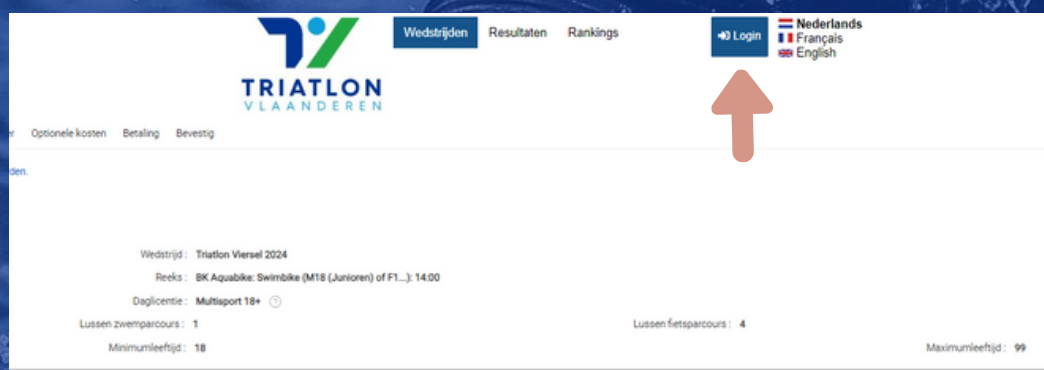 Wedstrijden Resultaten Rankings
Login
Nederlands
Français
English
TRIATLON
VLAANDEREN
Optionele kosten Betaling Bevestig
den.
Wedstrijd : Triatlon Viersel 2024
Reeks : BK Aquabike: Swimbike (M18 (Junioren) of F1...): 14:00
Daglicentie : Multisport 18+ ?
Lussen zwemparcours : 1 Lussen fietsparcours : 4
Minimumleeftijd : 18 Maximumleeftijd : 99